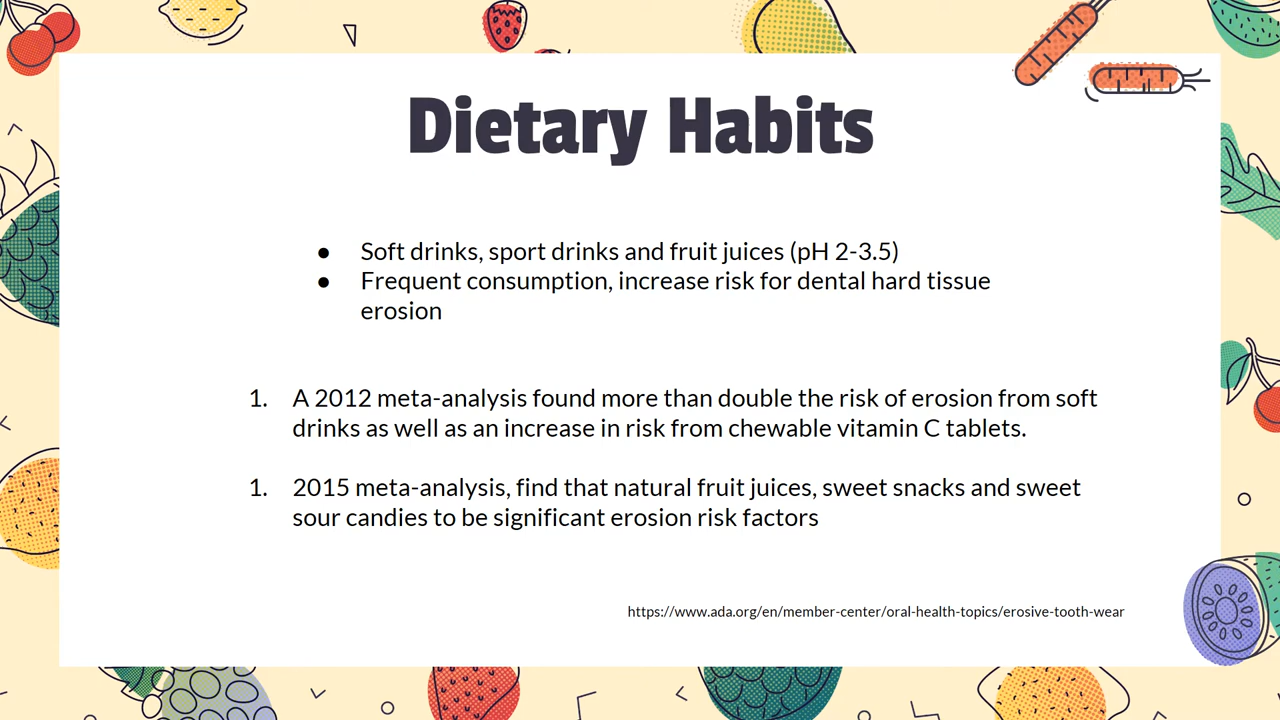 Dietary Habits
● Soft drinks, sport drinks and fruit juices (pH 2-3.5)
● Frequent consumption, increase risk for dental hard tissue
erosion
1. A 2012 meta-analysis found more than double the risk of erosion from soft
drinks as well as an increase in risk from chewable vitamin C tablets.
1. 2015 meta-analysis, find that natural fruit juices, sweet snacks and sweet
sour candies to be significant erosion risk factors
https://www.ada.org/en/member-center/oral-health-topics/erosive-tooth-wear